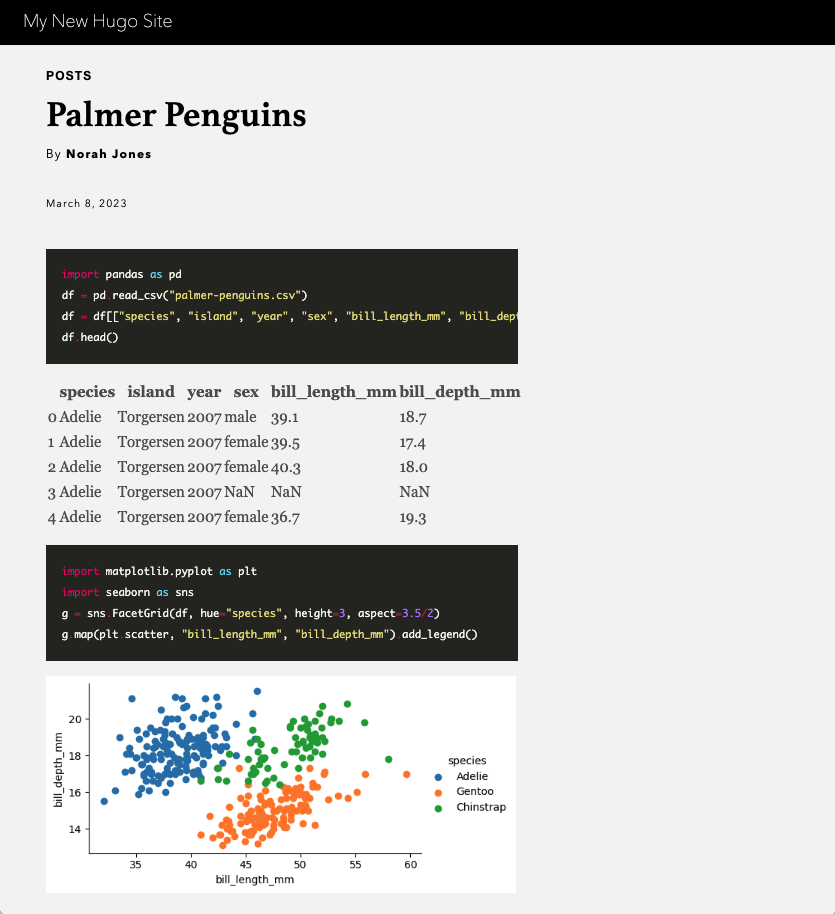 My New Hugo Site
POSTS
Palmer Penguins
By Norah Jones
March 8, 2023
import pandas as pd
df = pd.read_csv("palmer-penguins.csv")
df = df[["species", "island", "year", "sex", "bill_length_mm", "bill_dept
df.head()
species island year sex bill_length_mm bill_depth_mm
0 Adelie Torgersen 2007 male 39.1 18.7
1 Adelie Torgersen 2007 female 39.5 17.4
2 Adelie Torgersen 2007 female 40.3 18.0
3 Adelie Torgersen 2007 NaN NaN NaN
4 Adelie Torgersen 2007 female 36.7 19.3
import matplotlib.pyplot as plt
import seaborn as sns
g = sns.FacetGrid(df, hue="species", height=3, aspect=3.5/2)
g.map(plt.scatter, "bill_length_mm", "bill_depth_mm").add_legend()
20
18
16
14
bill_depth_mm
35 40 45 50 55 60
bill_length_mm
species
Adelie
Gentoo
Chinstrap